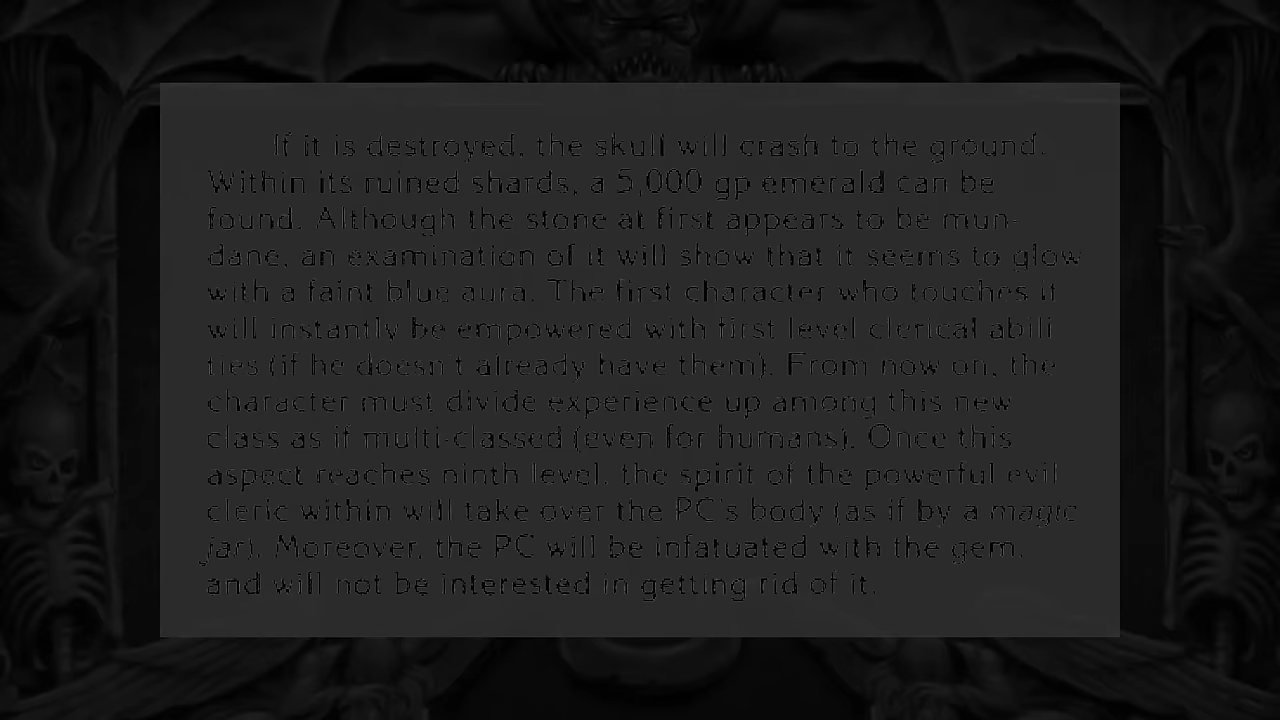 If it is destroyed, the skull will crash to the ground.
Within its ruined shards, a 5,000 gp emerald can be
found. Although the stone at first appears to be mun-
dane, an examination of it will show that it seems to glow
with a faint blue aura. The first character who touches it
will instantly be empowered with first level clerical abili
ties (if he doesn t already have them). From now on, the
character must divide experience up among this new
class as if multi-classed (even for humans). Once this
aspect reaches ninth level, the spirit of the powerful evil
cleric within will take over the PC's body (as if by a magic
jar). Moreover, the PC will be infatuated with the gem,
and will not be interested in getting rid of it.